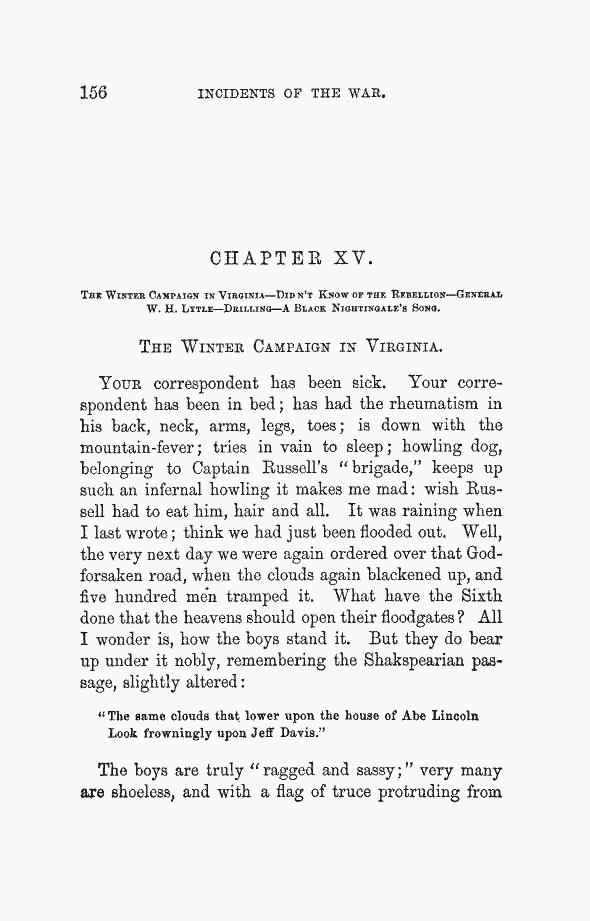 156 INCIDENTS OF THE WAR.
CHAPTER XV.
THE WINTER CAMPAIGN IN VIRGINIA—DIDN'T KNOW OF THE REBELLION—GENERAL
W. H. LYTLE—DRILLING—A BLACK NIGHTINGALE'S SONG.
THE WINTER CAMPAIGN IN VIRGINIA.
YOUR correspondent has been sick. Your corre-
spondent has been in bed; has had the rheumatism in
his back, neck, arms, legs, toes; is down with the
mountain-fever; tries in vain to sleep; howling dog,
belonging to Captain Russell's "brigade," keeps up
such an infernal howling it makes me mad: wish Rus-
sell had to eat him, hair and all. It was raining when
I last wrote; think we had just been flooded out. Well,
the very next day we were again ordered over that God-
forsaken road, when the clouds again blackened up, and
five hundred men tramped it. What have the Sixth
done that the heavens should open their floodgates? All
I wonder is, how the boys stand it. But they do bear
up under it nobly, remembering the Shakspearian pas-
sage, slightly altered:
"The same clouds that lower upon the house of Abe Lincoln
Look frowningly upon Jeff Davis."
The boys are truly "ragged and sassy;" very many
are shoeless, and with a flag of truce protruding from